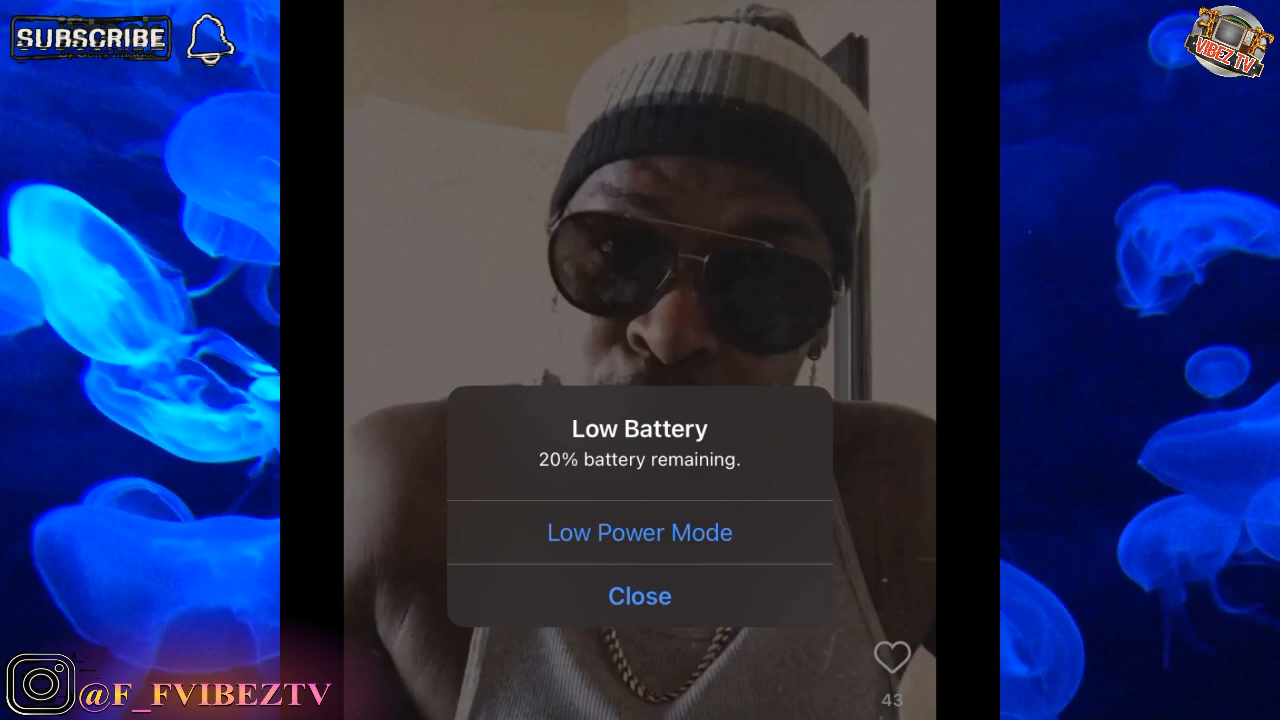 SUBSCRIBE
VIBEZ TV
Low Battery
20% battery remaining.
Low Power Mode
Close
43
@F_FVIBEZTV